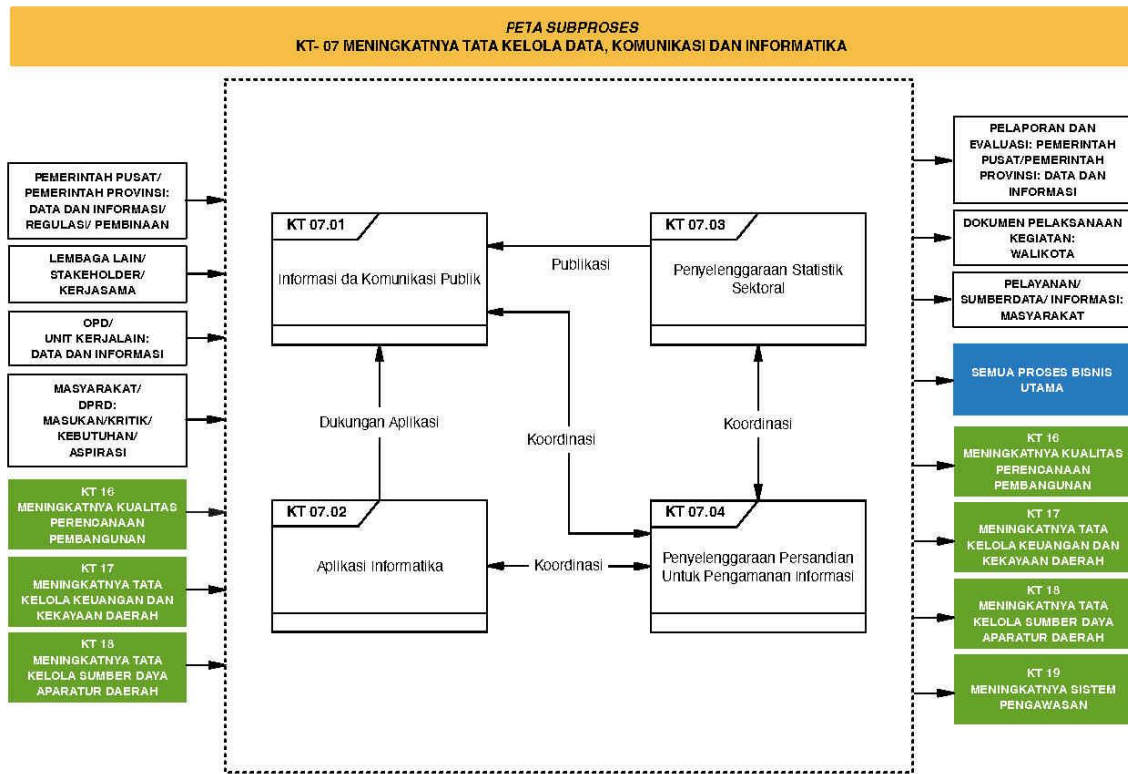 PETA SUBPROSES
KT- 07 MENINGKATNYA TATA KELOLA DATA, KOMUNIKASI DAN INFORMATIKA
PEMERINTAH PUSAT/
PEMERINTAH PROVINSI:
DATA DAN INFORMASI/
REGULASI/ PEMBINAAN
LEMBAGA LAIN/
STAKEHOLDER/
KERJASAMA
OPD/
UNIT KERJALAIN:
DATA DAN INFORMASI
MASYARAKAT/
DPRD:
MASUKAN/KRITIK/
KEBUTUHAN/
ASPIRASI
KT 16
MENINGKATNYA KUALITAS
PERENCANAAN
PEMBANGUNAN
KT 17
MENINGKATNYA TATA
KELOLA KEUANGAN DAN
KEKAYAAN DAERAH
KT 18
MENINGKATNYA TATA
KELOLA SUMBER DAYA
APARATUR DAERAH
KT 07.01
Informasi da Komunikasi Publik
Publikasi
KT 07.03
Penyelenggaraan Statistik
Sektoral
Dukungan Aplikasi
Koordinasi
Koordinasi
KT 07.02
Aplikasi Informatika
Koordinasi
KT 07.04
Penyelenggaraan Persandian
Untuk Pengamanan Informasi
PELAPORAN DAN
EVALUASI: PEMERINTAH
PUSAT/PEMERINTAH
PROVINSI: DATA DAN
INFORMASI
DOKUMEN PELAKSANAAN
KEGIATAN:
WALIKOTA
PELAYANAN/
SUMBERDATA/ INFORMASI:
MASYARAKAT
SEMUA PROSES BISNIS
UTAMA
KT 16
MENINGKATNYA KUALITAS
PERENCANAAN
PEMBANGUNAN
KT 17
MENINGKATNYA TATA
KELOLA KEUANGAN DAN
KEKAYAAN DAERAH
KT 18
MENINGKATNYA TATA
KELOLA SUMBER DAYA
APARATUR DAERAH
KT 19
MENINGKATNYA SISTEM
PENGAWASAN